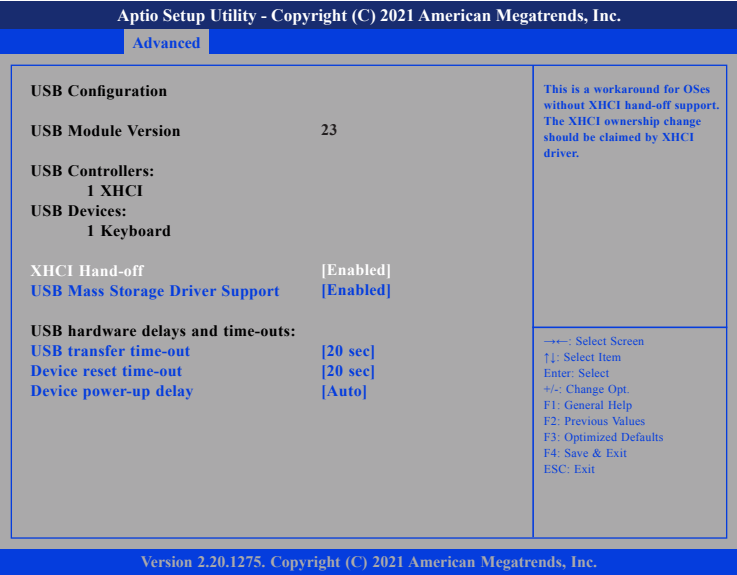 Aptio Setup Utility - Copyright (C) 2021 American Megatrends, Inc.
Advanced
USB Configuration
USB Module Version 23
USB Controllers:
1 XHCI
USB Devices:
1 Keyboard
XHCI Hand-off [Enabled]
USB Mass Storage Driver Support [Enabled]
USB hardware delays and time-outs:
USB transfer time-out [20 sec]
Device reset time-out [20 sec]
Device power-up delay [Auto]
This is a workaround for OSes
without XHCI hand-off support.
The XHCI ownership change
should be claimed by XHCI
driver.
→←: Select Screen
↑↓: Select Item
Enter: Select
+/-: Change Opt.
F1: General Help
F2: Previous Values
F3: Optimized Defaults
F4: Save & Exit
ESC: Exit
Version 2.20.1275. Copyright (C) 2021 American Megatrends, Inc.